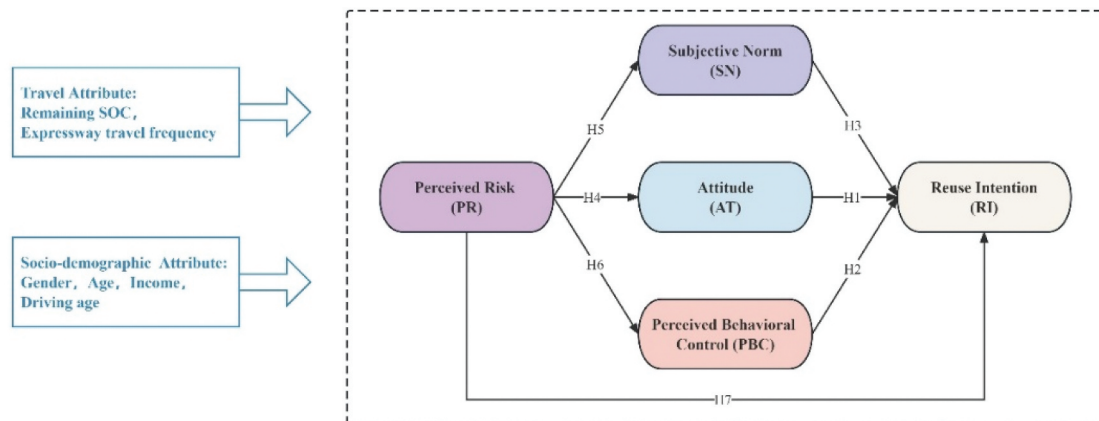 Travel Attribute:
Remaining SOC,
Expressway travel frequency
Socio-demographic Attribute:
Gender, Age, Income,
Driving age
Subjective Norm
(SN)
H5
H3
Perceived Risk
(PR)
H4
Attitude
(AT)
H1
Reuse Intention
(RI)
H6
H2
Perceived Behavioral
Control (PBC)
H7